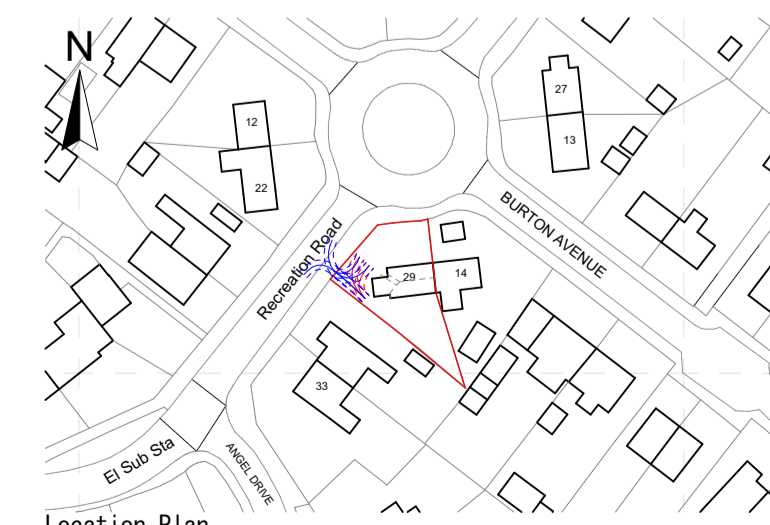 N
27
12
13
22
BURTON AVENUE
Recreation Road
29
14
33
El Sub Sta
ANGEL DRIVE
Location Plan